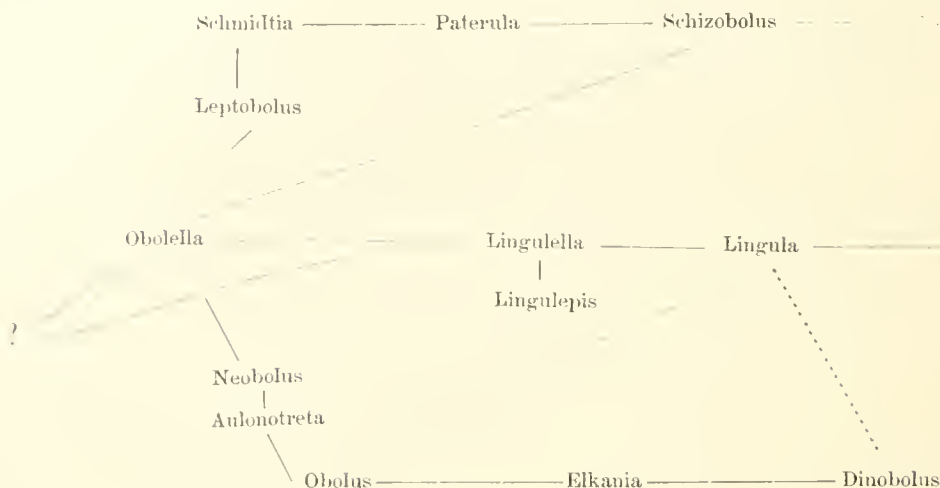 Schmidtia Paterula Schizobolus
Leptobolus
Obolella Lingulella Lingula
Lingulepis
?
Neobolus
Aulonotreta
Obolus Elkania Dinobolus